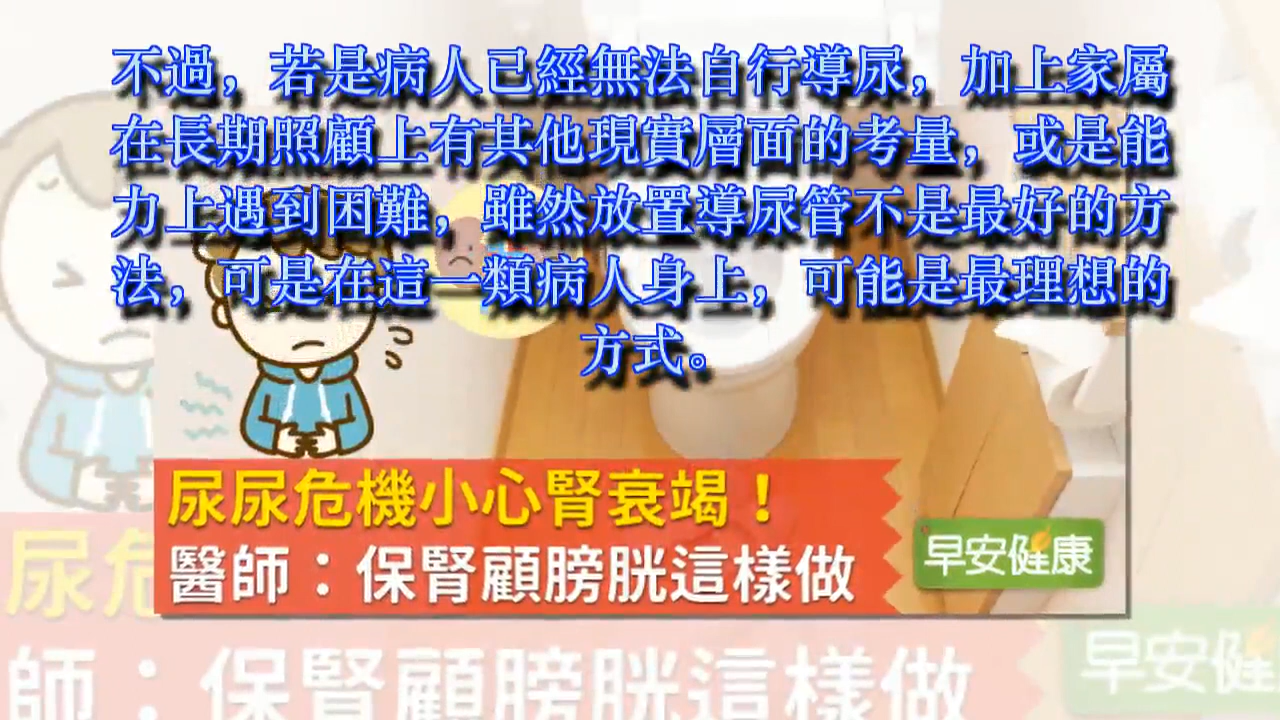 不過，若是病人已經無法自行導尿，加上家屬
在長期照顧上有其他現實層面的考量，或是能
力上遇到困難，雖然放置導尿管不是最好的方
法，可是在這一類病人身上，可能是最理想的
方式。
尿尿危機小心腎衰竭！
醫師：保腎顧膀胱這樣做
早安健康
尿危
師：保腎顧膀胱這樣做
早安健